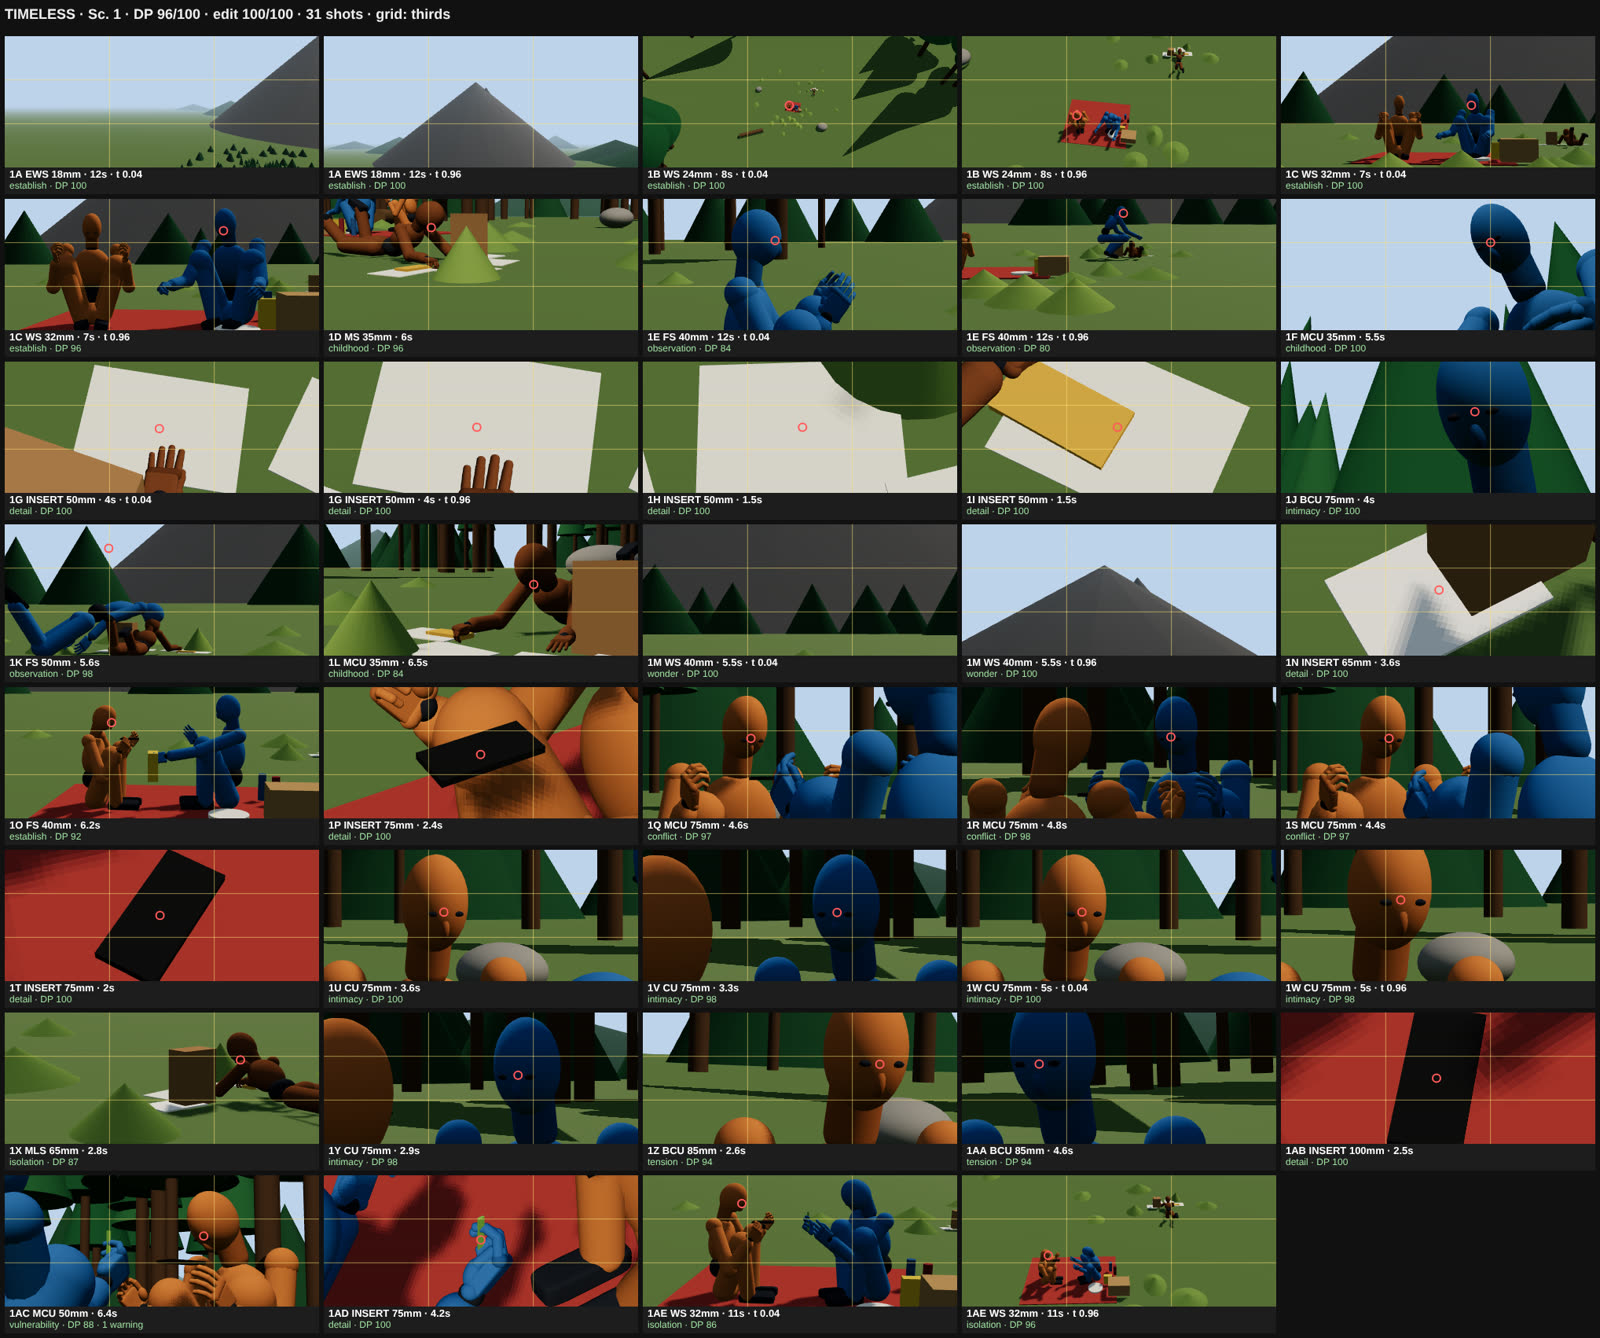 TIMELESS · Sc. 1 · DP 96/100 · edit 100/100 · 31 shots · grid: thirds
1A EWS 18mm · 12s · t 0.04
establish · DP 100
1A EWS 18mm · 12s · t 0.96
establish · DP 100
1B WS 24mm · 8s · t 0.04
establish · DP 100
1B WS 24mm · 8s · t 0.96
establish · DP 100
1C WS 32mm · 7s · t 0.04
establish · DP 100
1C WS 32mm · 7s · t 0.96
establish · DP 96
1D MS 35mm · 6s
childhood · DP 96
1E FS 40mm · 12s · t 0.04
observation · DP 84
1E FS 40mm · 12s · t 0.96
observation · DP 80
1F MCU 35mm · 5.5s
childhood · DP 100
1G INSERT 50mm · 4s · t 0.04
detail · DP 100
1G INSERT 50mm · 4s · t 0.96
detail · DP 100
1H INSERT 50mm · 1.5s
detail · DP 100
1I INSERT 50mm · 1.5s
detail · DP 100
1J BCU 75mm · 4s
intimacy · DP 100
1K FS 50mm · 5.6s
observation · DP 98
1L MCU 35mm · 6.5s
childhood · DP 84
1M WS 40mm · 5.5s · t 0.04
wonder · DP 100
1M WS 40mm · 5.5s · t 0.96
wonder · DP 100
1N INSERT 65mm · 3.6s
detail · DP 100
1O FS 40mm · 6.2s
establish · DP 92
1P INSERT 75mm · 2.4s
detail · DP 100
1Q MCU 75mm · 4.6s
conflict · DP 97
1R MCU 75mm · 4.8s
conflict · DP 98
1S MCU 75mm · 4.4s
conflict · DP 97
1T INSERT 75mm · 2s
detail · DP 100
1U CU 75mm · 3.6s
intimacy · DP 100
1V CU 75mm · 3.3s
intimacy · DP 98
1W CU 75mm · 5s · t 0.04
intimacy · DP 100
1W CU 75mm · 5s · t 0.96
intimacy · DP 98
1X MLS 65mm · 2.8s
isolation · DP 87
1Y CU 75mm · 2.9s
intimacy · DP 98
1Z BCU 85mm · 2.6s
tension · DP 94
1AA BCU 85mm · 4.6s
tension · DP 94
1AB INSERT 100mm · 2.5s
detail · DP 100
1AC MCU 50mm · 6.4s
vulnerability · DP 88 · 1 warning
1AD INSERT 75mm · 4.2s
detail · DP 100
1AE WS 32mm · 11s · t 0.04
isolation · DP 86
1AE WS 32mm · 11s · t 0.96
isolation · DP 96